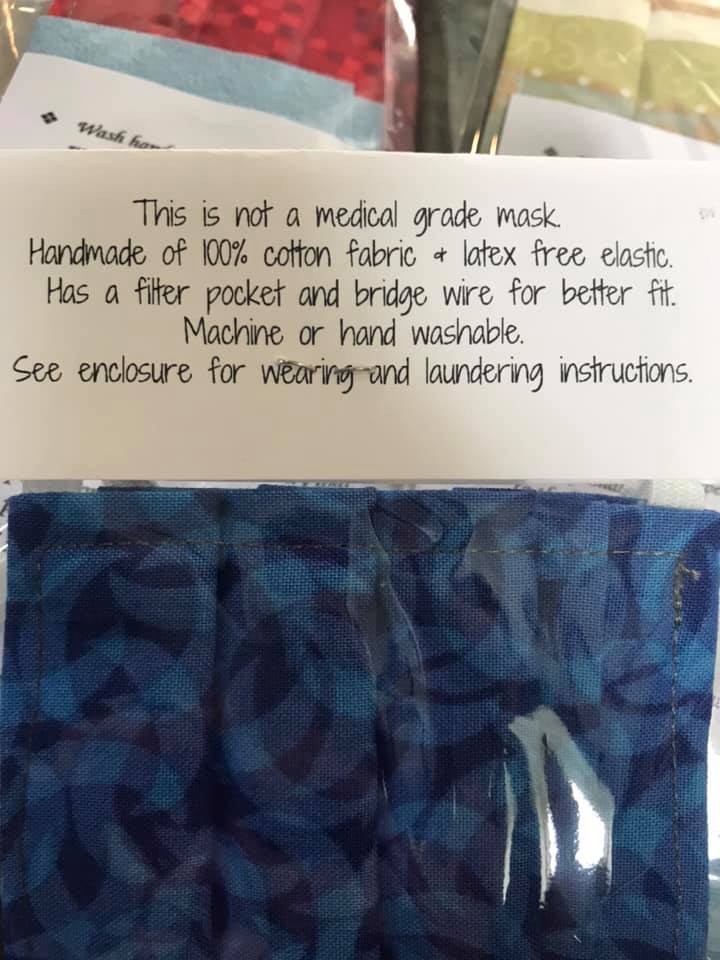 Wash
This is not a medical grade mask.
Handmade of 100% cotton fabric & latex free elastic.
Has a filter pocket and bridge wire for better fit.
Machine or hand washable.
See enclosure for wearing and laundering instructions.